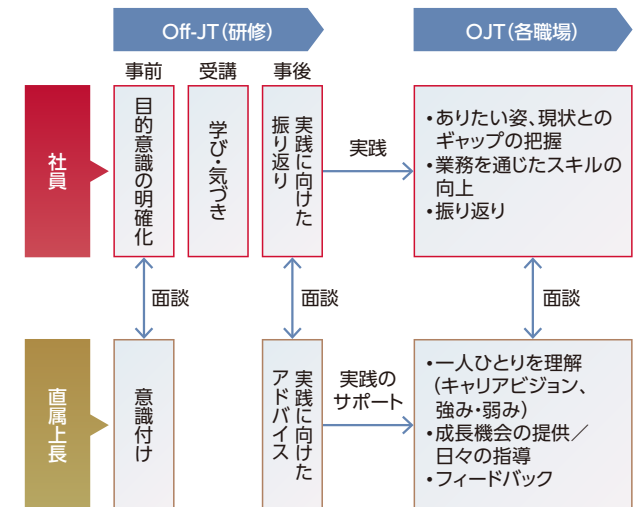 Off-JT(研修)
OJT(各職場)
事前
受講
事後
社員
目的意識の明確化
学び・気づき
実践に向けた
振り返り
実践
•ありたい姿、現状との
ギャップの把握
•業務を通じたスキルの
向上
•振り返り
面談
面談
面談
直属上長
意識付け
実践に向けた
アドバイス
実践の
サポート
•一人ひとりを理解
(キャリアビジョン、
強み・弱み)
•成長機会の提供／
日々の指導
•フィードバック